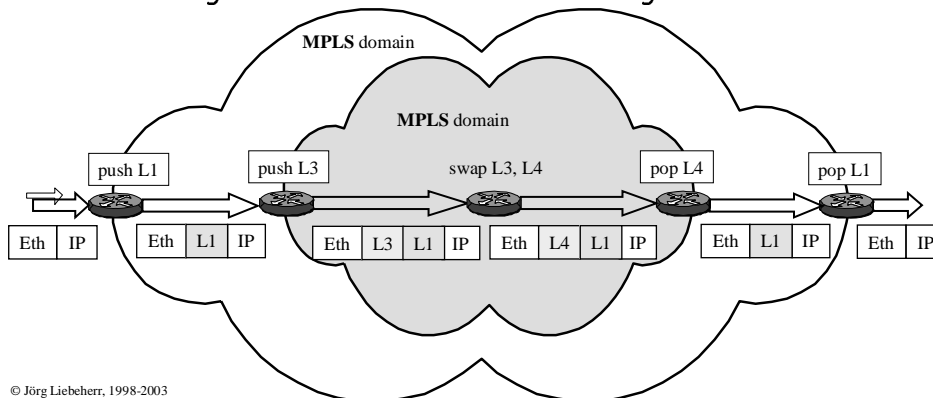 MPLS domain
MPLS domain
push L1
push L3
swap L3, L4
pop L4
pop L1
Eth IP
Eth L1 IP
Eth L3 L1 IP
Eth L4 L1 IP
Eth L1 IP
Eth IP
© Jörg Liebeherr, 1998-2003